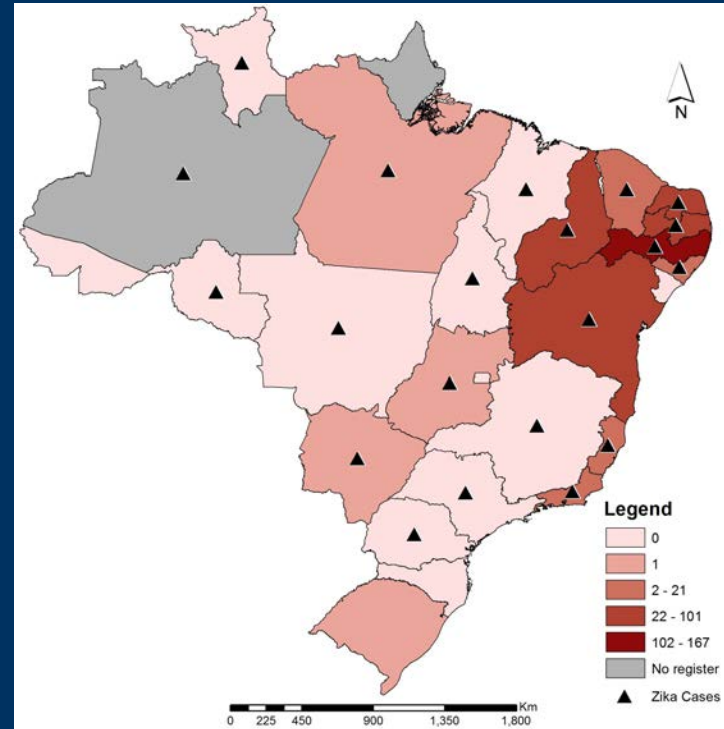 N
Legend
0
1
2 - 21
22 - 101
102 - 167
No register
Zika Cases
Km
0 225 450 900 1,350 1,800